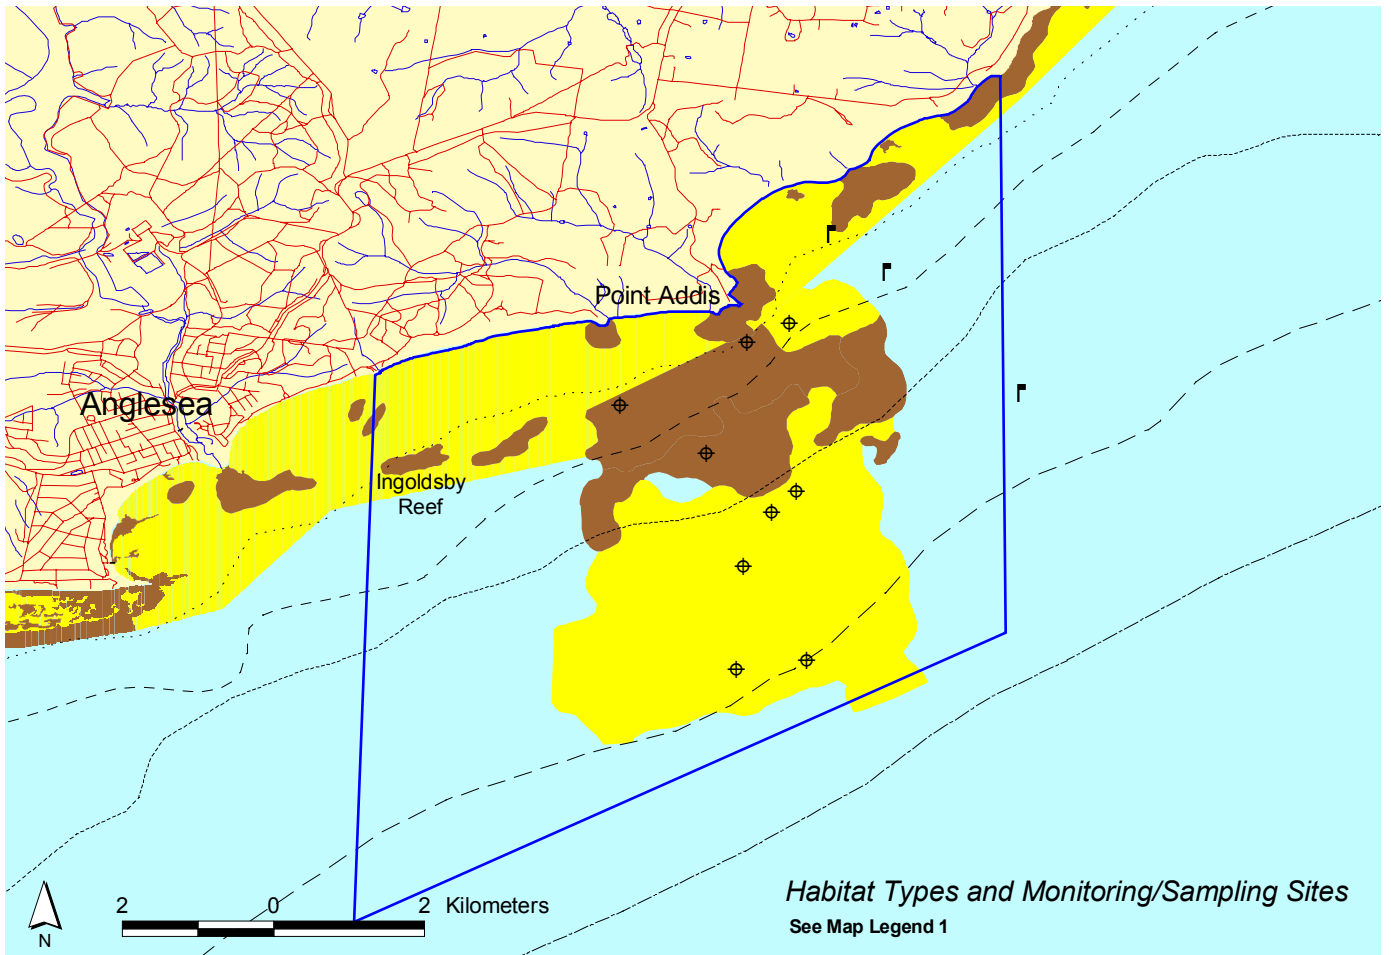 Point Addis
Anglesea
Ingoldsby
Reef
2 0 2 Kilometers
N
Habitat Types and Monitoring/Sampling Sites
See Map Legend 1